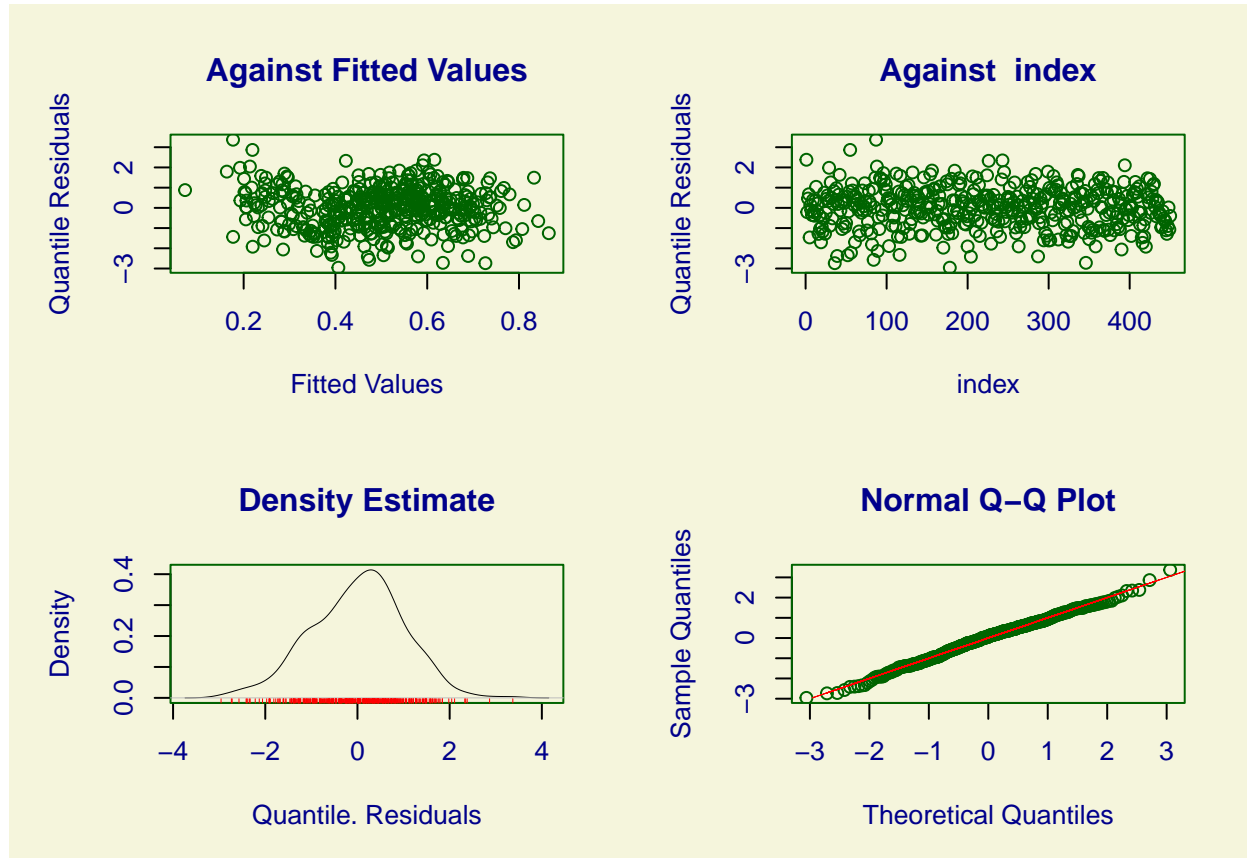 Against Fitted Values
Quantile Residuals
2
0
−3
0.2 0.4 0.6 0.8
Fitted Values
Against  index
Quantile Residuals
2
0
−3
0 100 200 300 400
index
Density Estimate
Density
0.4
0.2
0.0
−4 −2 0 2 4
Quantile. Residuals
Normal Q−Q Plot
Sample Quantiles
2
0
−3
−3 −2 −1 0 1 2 3
Theoretical Quantiles